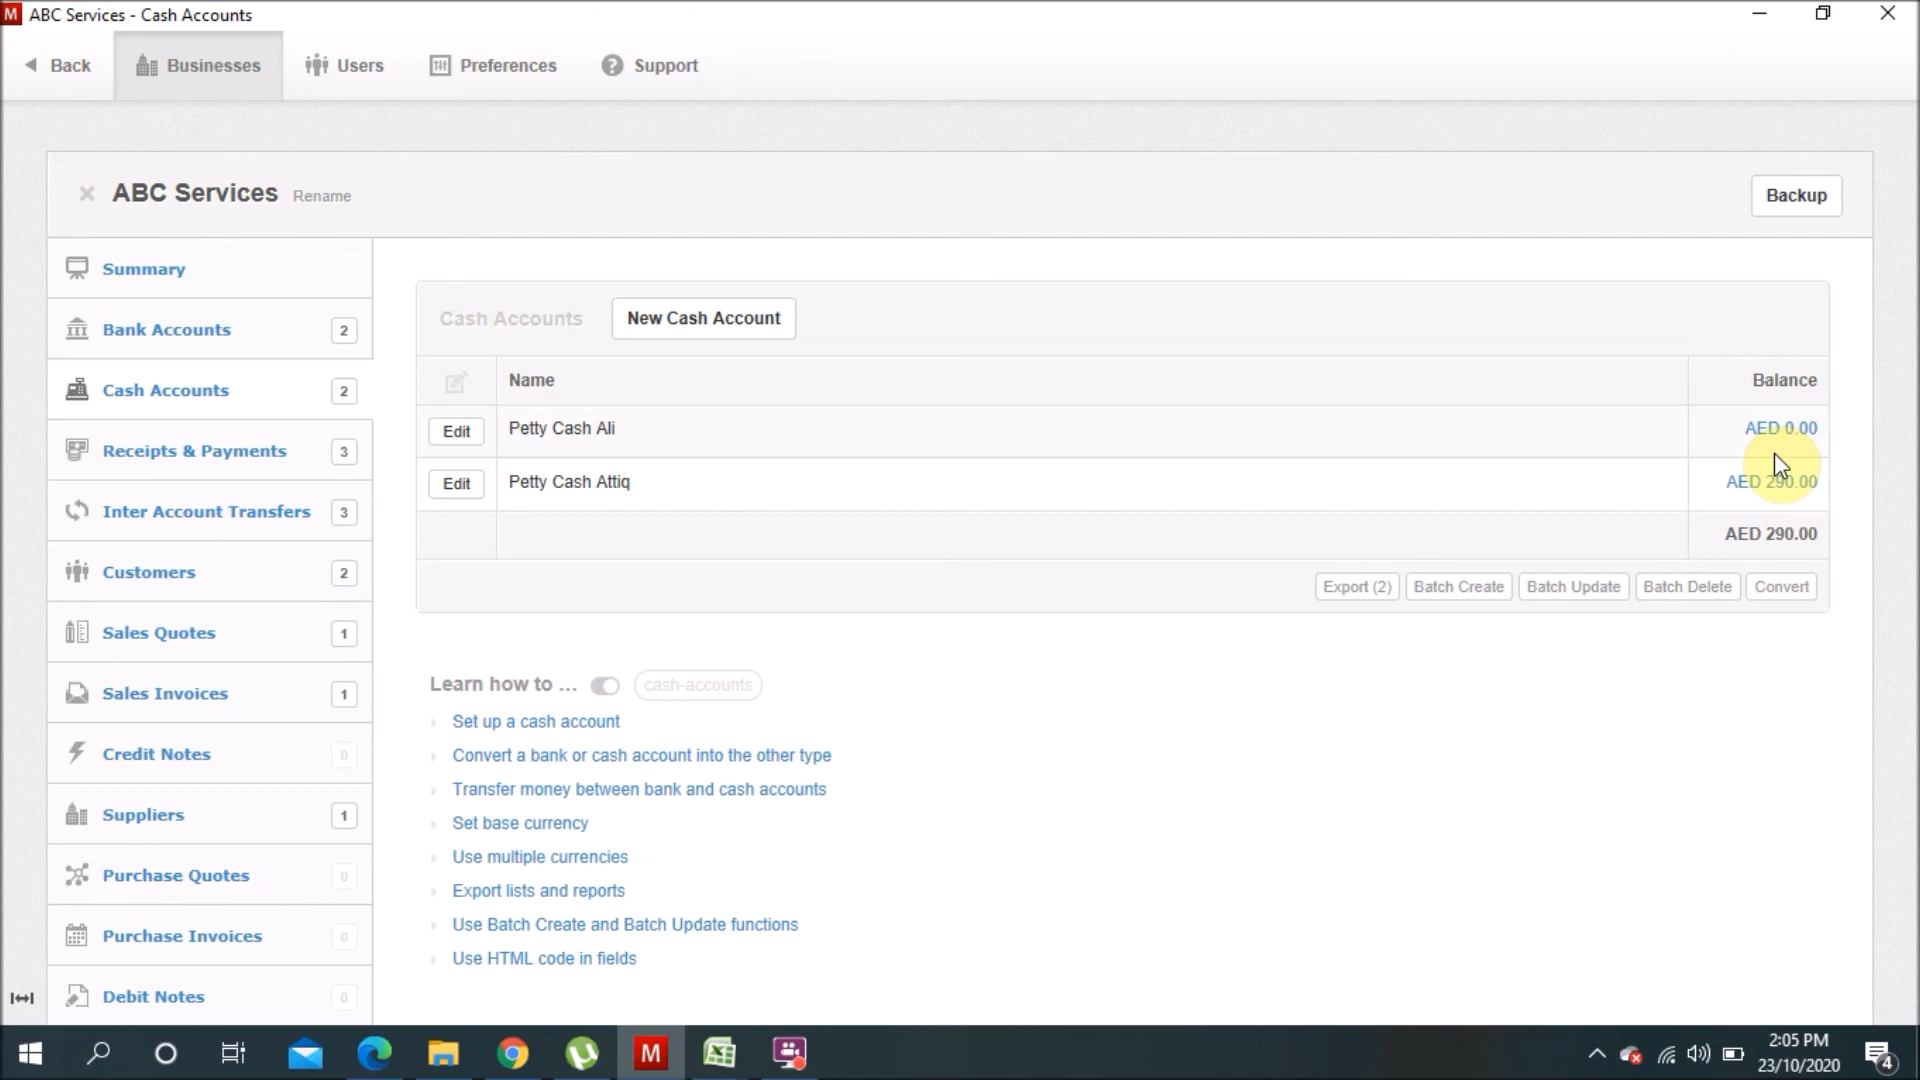 M ABC Services - Cash Accounts
Back Businesses Users Preferences Support
ABC Services Rename
Backup
Summary
Bank Accounts 2
Cash Accounts 2
Receipts & Payments 3
Inter Account Transfers 3
Customers 2
Sales Quotes 1
Sales Invoices 1
Credit Notes 0
Suppliers 1
Purchase Quotes 0
Purchase Invoices 0
Debit Notes 0
Cash Accounts New Cash Account
Name Balance
Edit Petty Cash Ali AED 0.00
Edit Petty Cash Attiq AED 290.00
AED 290.00
Export (2) Batch Create Batch Update Batch Delete Convert
Learn how to ... cash-accounts
Set up a cash account
Convert a bank or cash account into the other type
Transfer money between bank and cash accounts
Set base currency
Use multiple currencies
Export lists and reports
Use Batch Create and Batch Update functions
Use HTML code in fields
M
2:05 PM
23/10/2020
4